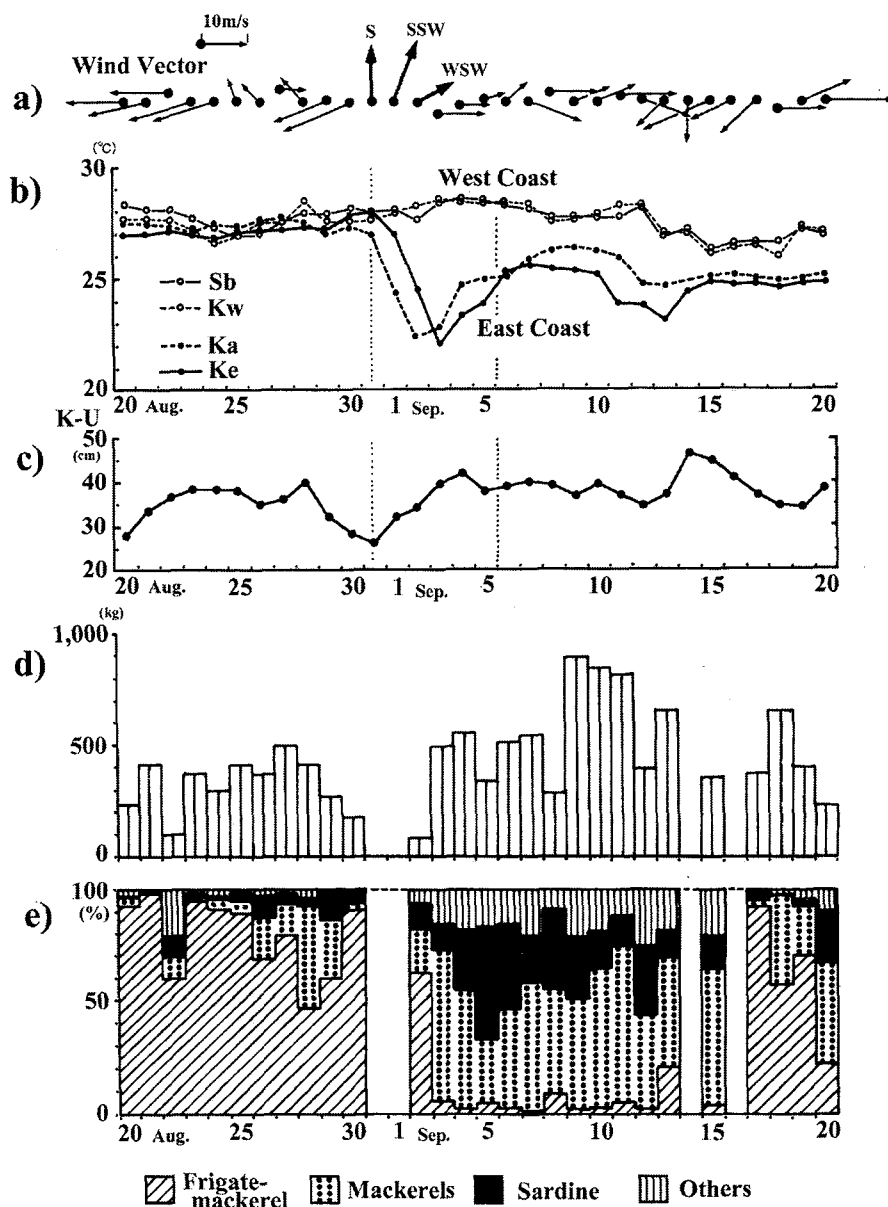 10m/s
S
SSW
WSW
Wind Vector
a)
(℃)
30
b)
West Coast
25
Sb
Kw
Ka
Ke
East Coast
20
20 Aug. 25 30 1 Sep. 5 10 15 20
K-U
50
c)
(cm)
40
30
20
20 Aug. 25 30 1 Sep. 5 10 15 20
(kg)
1,000
d)
500
0
100
e)
(%)
50
0
20 Aug. 25 30 1 Sep. 5 10 15 20
Frigate-
mackerel
Mackerels
Sardine
Others